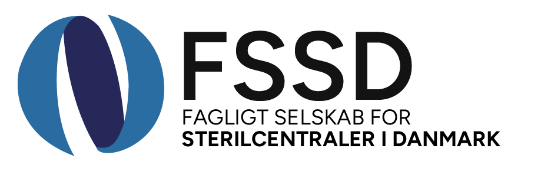 FSSD
FAGLIGT SELSKAB FOR
STERILCENTRALER I DANMARK